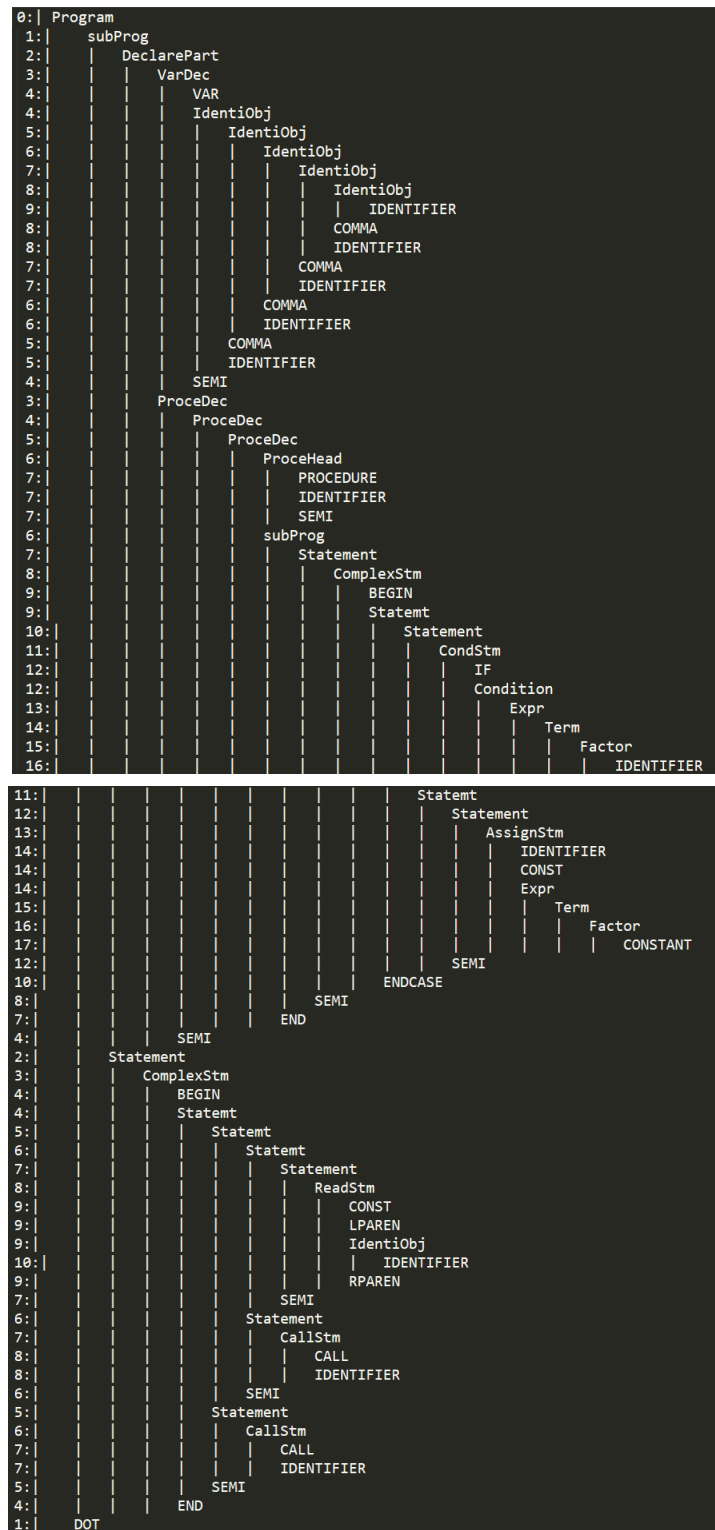 0:| Program
1:| subProg
2:| | DeclarePart
3:| | | VarDec
4:| | | | VAR
4:| | | | IdentiObj
5:| | | | | IdentiObj
6:| | | | | | IdentiObj
7:| | | | | | | IdentiObj
8:| | | | | | | | IdentiObj
9:| | | | | | | | | IDENTIFIER
8:| | | | | | | | COMMA
8:| | | | | | | | IDENTIFIER
7:| | | | | | | COMMA
7:| | | | | | | IDENTIFIER
6:| | | | | | COMMA
6:| | | | | | IDENTIFIER
5:| | | | | COMMA
5:| | | | | IDENTIFIER
4:| | | | SEMI
3:| | | ProceDec
4:| | | | ProceDec
5:| | | | | ProceDec
6:| | | | | | ProceHead
7:| | | | | | | PROCEDURE
7:| | | | | | | IDENTIFIER
7:| | | | | | | SEMI
6:| | | | | | subProg
7:| | | | | | | Statement
8:| | | | | | | | ComplexStm
9:| | | | | | | | | BEGIN
9:| | | | | | | | | Statemt
10:| | | | | | | | | | Statement
11:| | | | | | | | | | | CondStm
12:| | | | | | | | | | | | IF
12:| | | | | | | | | | | | Condition
13:| | | | | | | | | | | | | Expr
14:| | | | | | | | | | | | | | Term
15:| | | | | | | | | | | | | | | Factor
16:| | | | | | | | | | | | | | | | IDENTIFIER
11:| | | | | | | | | | | Statemt
12:| | | | | | | | | | | | Statement
13:| | | | | | | | | | | | | AssignStm
14:| | | | | | | | | | | | | | IDENTIFIER
14:| | | | | | | | | | | | | | CONST
14:| | | | | | | | | | | | | | Expr
15:| | | | | | | | | | | | | | | Term
16:| | | | | | | | | | | | | | | | Factor
17:| | | | | | | | | | | | | | | | | CONSTANT
12:| | | | | | | | | | | | SEMI
10:| | | | | | | | | | ENDCASE
8:| | | | | | | | SEMI
7:| | | | | | | END
4:| | | | SEMI
2:| | Statement
3:| | | ComplexStm
4:| | | | BEGIN
4:| | | | Statemt
5:| | | | | Statemt
6:| | | | | | Statemt
7:| | | | | | | Statement
8:| | | | | | | | ReadStm
9:| | | | | | | | | CONST
9:| | | | | | | | | LPAREN
9:| | | | | | | | | IdentiObj
10:| | | | | | | | | | IDENTIFIER
9:| | | | | | | | | RPAREN
7:| | | | | | | SEMI
6:| | | | | | Statement
7:| | | | | | | CallStm
8:| | | | | | | | CALL
8:| | | | | | | | IDENTIFIER
6:| | | | | | SEMI
5:| | | | | Statement
6:| | | | | | CallStm
7:| | | | | | | CALL
7:| | | | | | | IDENTIFIER
5:| | | | | SEMI
4:| | | | END
1:| DOT